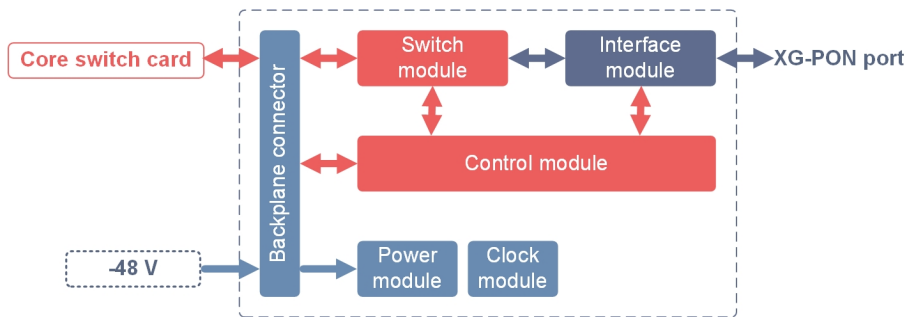 Core switch card
Backplane connector
Switch
module
Interface
module
XG-PON port
Control module
-48 V
Power
module
Clock
module